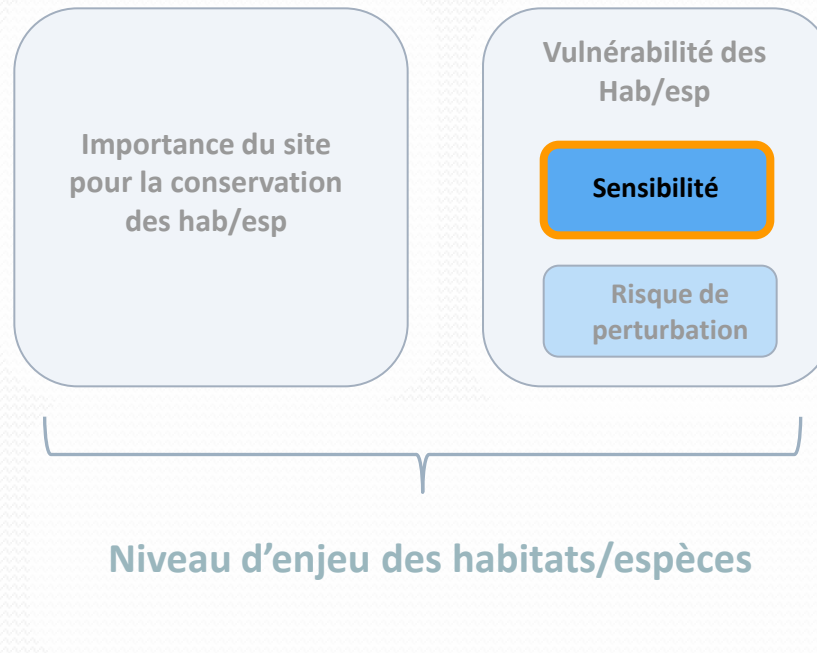 Importance du site
pour la conservation
des hab/esp
Vulnérabilité des
Hab/esp
Sensibilité
Risque de
perturbation
Niveau d’enjeu des habitats/espèces